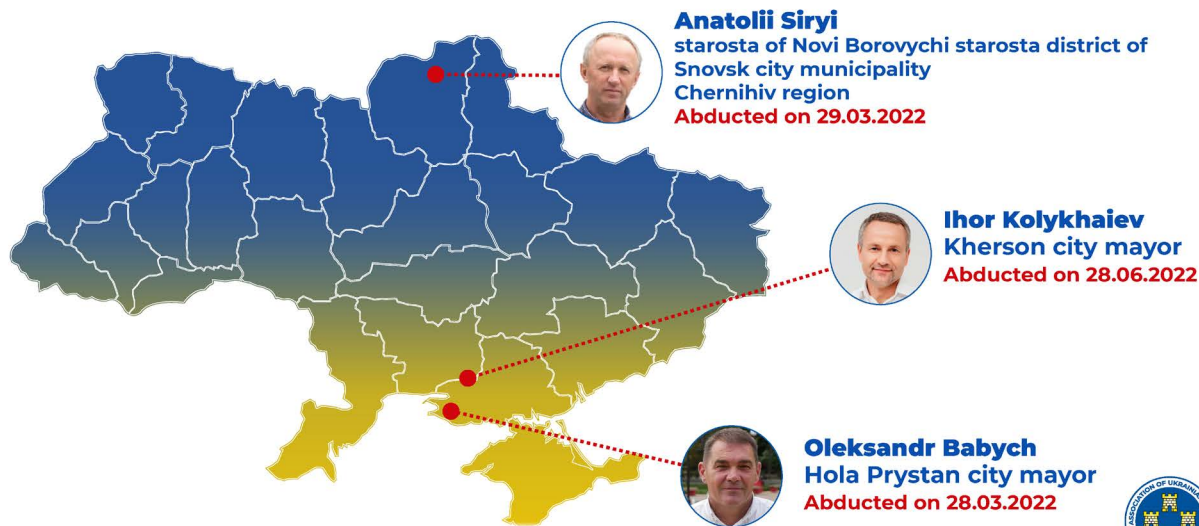 Anatolii Siryi
starosta of Novi Borovychi starosta district of
Snovsk city municipality
Chernihiv region
Abducted on 29.03.2022
Ihor Kolykhaiev
Kherson city mayor
Abducted on 28.06.2022
Oleksandr Babych
Hola Prystan city mayor
Abducted on 28.03.2022
ASSOCIATION OF